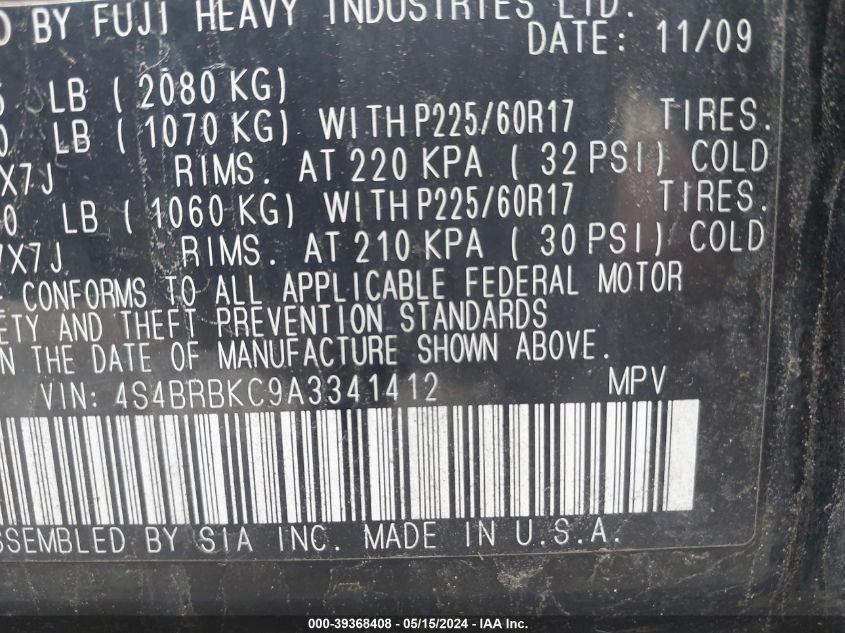 BY FUJI HEAVY INDUSTRIES LTD.
DATE: 11/09
LB ( 2080 KG)
LB ( 1070 KG) WITH P225/60R17 TIRES.
X7J RIMS. AT 220 KPA ( 32 PSI) COLD
LB ( 1060 KG) WITH P225/60R17 TIRES.
X7J RIMS. AT 210 KPA ( 30 PSI) COLD
CONFORMS TO ALL APPLICABLE FEDERAL MOTOR
ETY AND THEFT PREVENTION STANDARDS
N THE DATE OF MANUFACTURE SHOWN ABOVE.
VIN: 4S4BRBKC9A3341412 MPV
SSEMBLED BY SIA INC. MADE IN U.S.A.
000-39368408 - 05/15/2024 - IAA Inc.